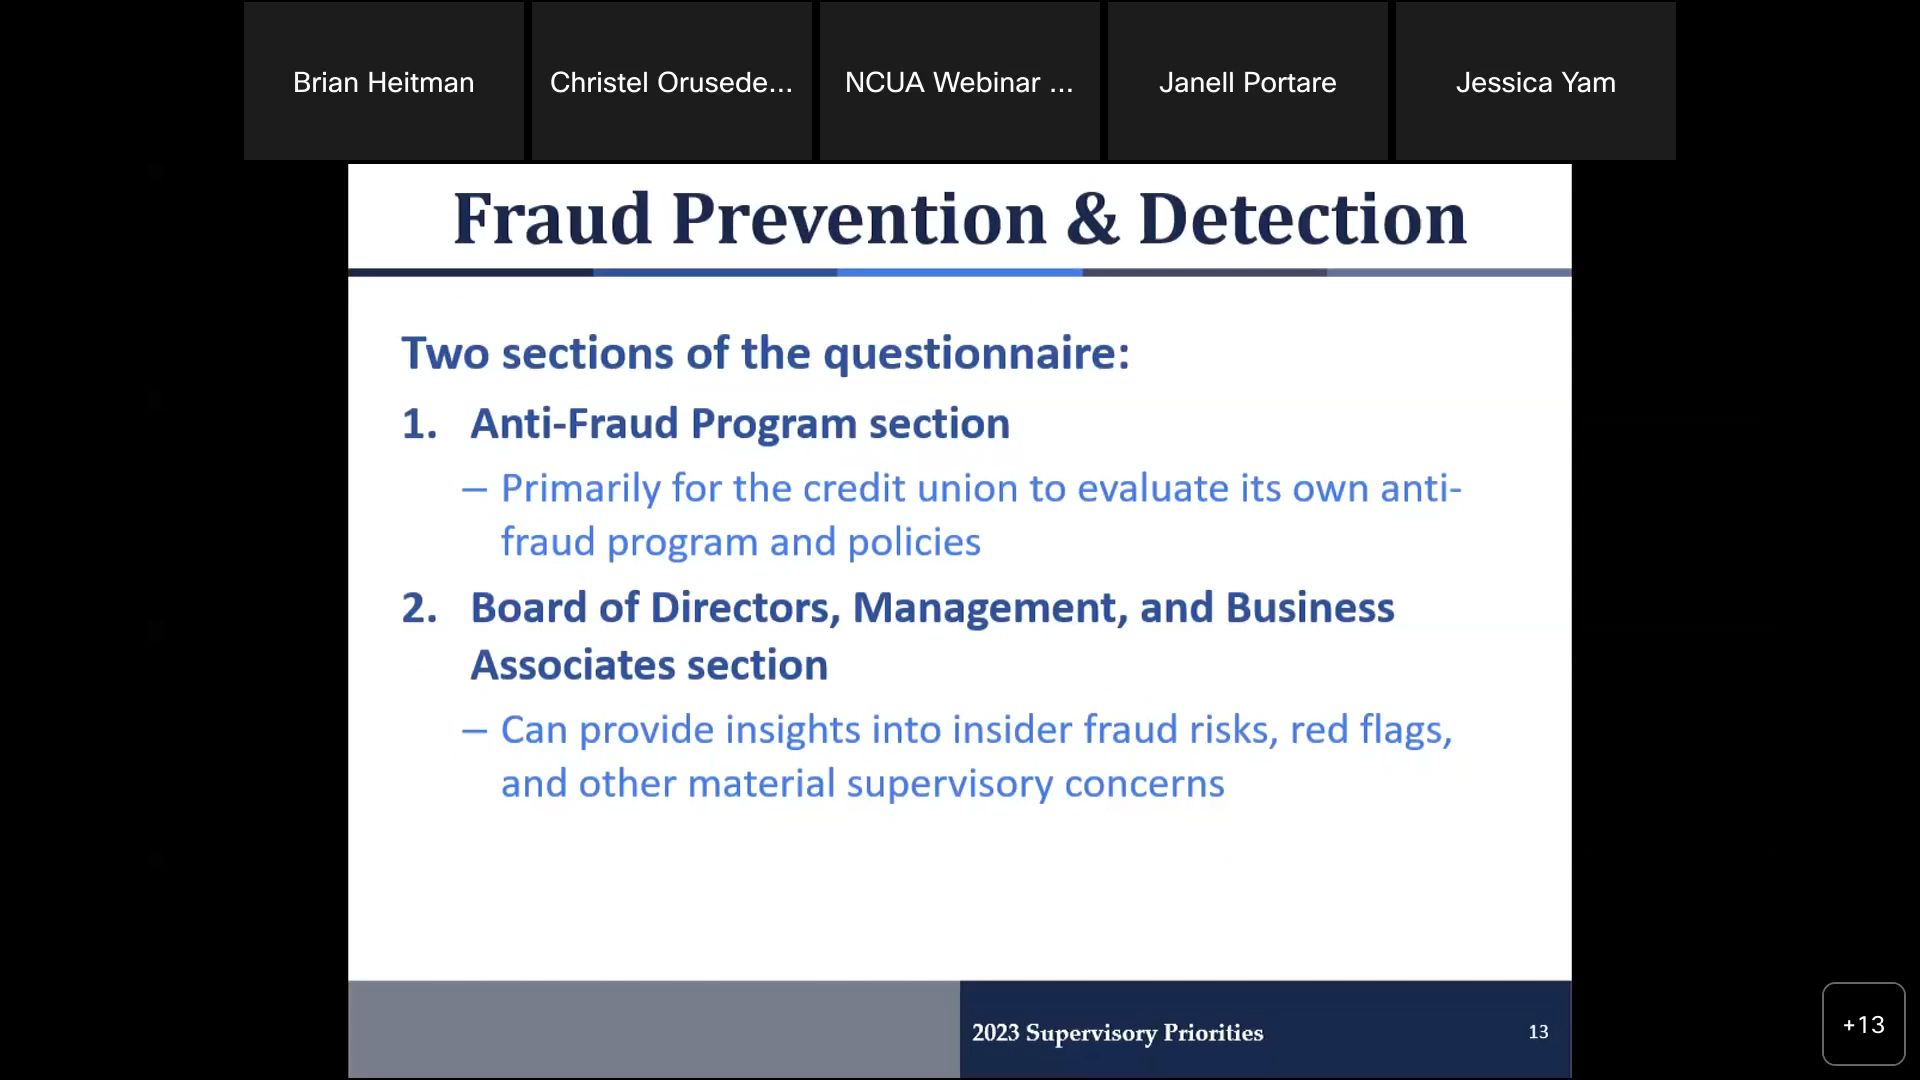 Brian Heitman
Christel Orusede...
NCUA Webinar ...
Janell Portare
Jessica Yam
Fraud Prevention & Detection
Two sections of the questionnaire:
1. Anti-Fraud Program section
– Primarily for the credit union to evaluate its own anti-
fraud program and policies
2. Board of Directors, Management, and Business
Associates section
– Can provide insights into insider fraud risks, red flags,
and other material supervisory concerns
2023 Supervisory Priorities
13
+13